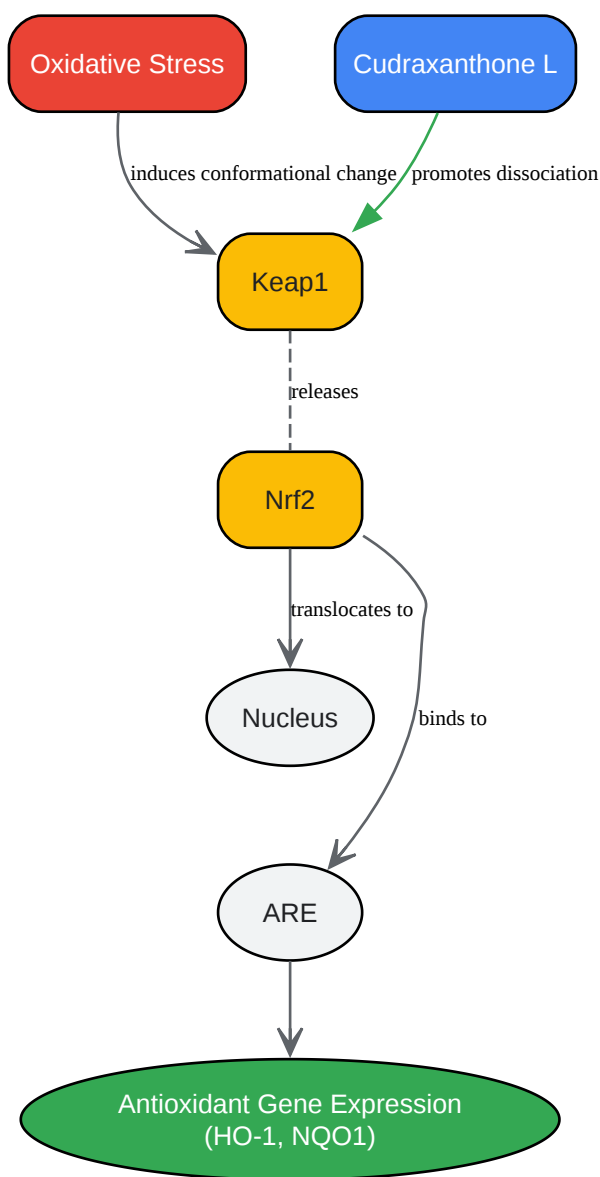 Oxidative Stress
Cudraxanthone L
induces conformational change
promotes dissociation
Keap1
releases
Nrf2
translocates to
Nucleus
binds to
ARE
Antioxidant Gene Expression
(HO-1, NQO1)